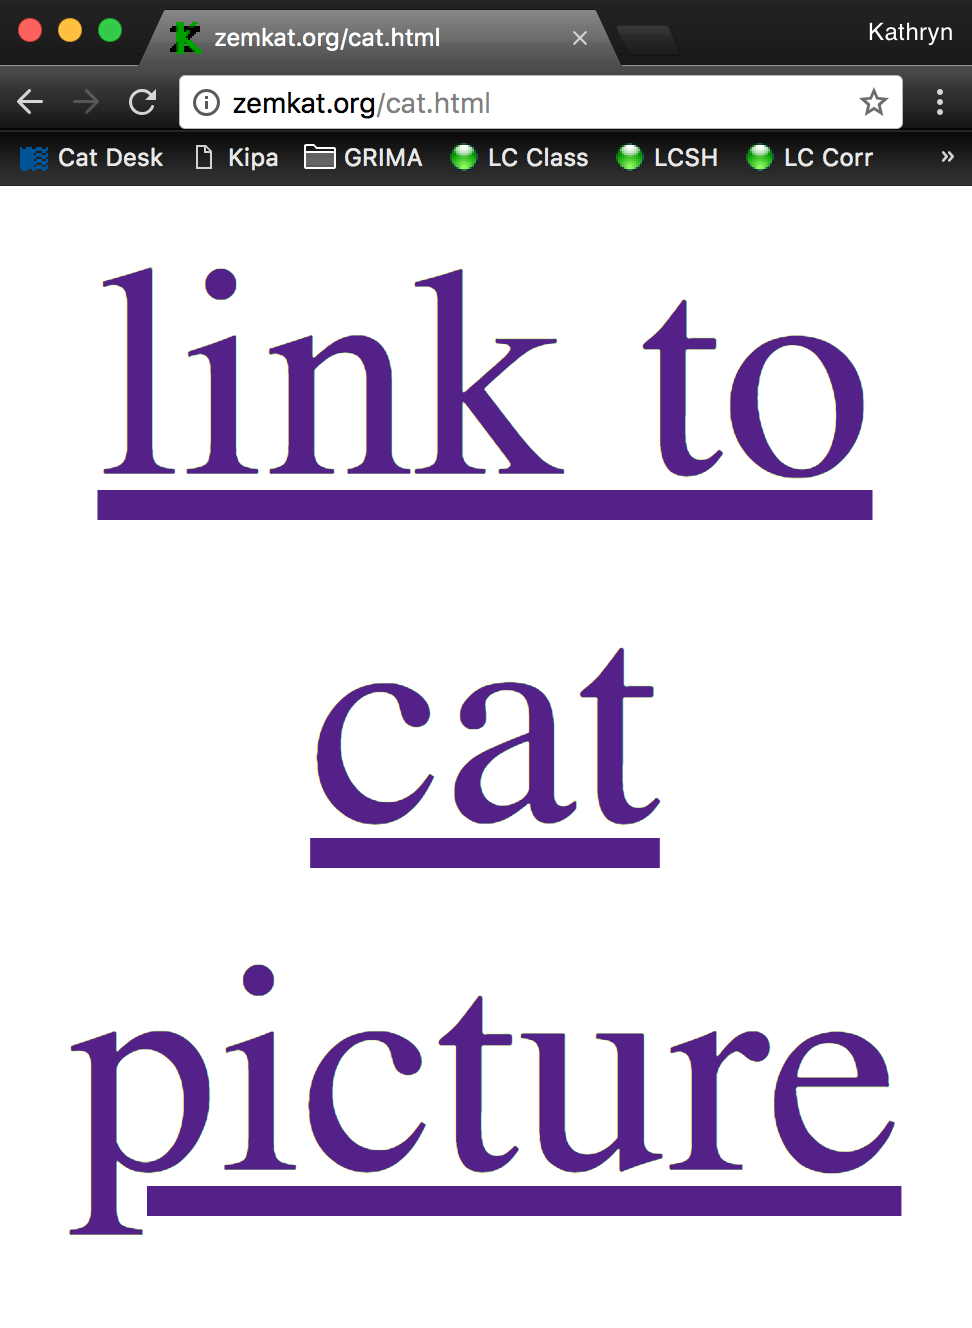 zemkat.org/cat.html
Kathryn
zemkat.org/cat.html
Cat Desk Kipa GRIMA LC Class LCSH LC Corr »
link to
cat
picture